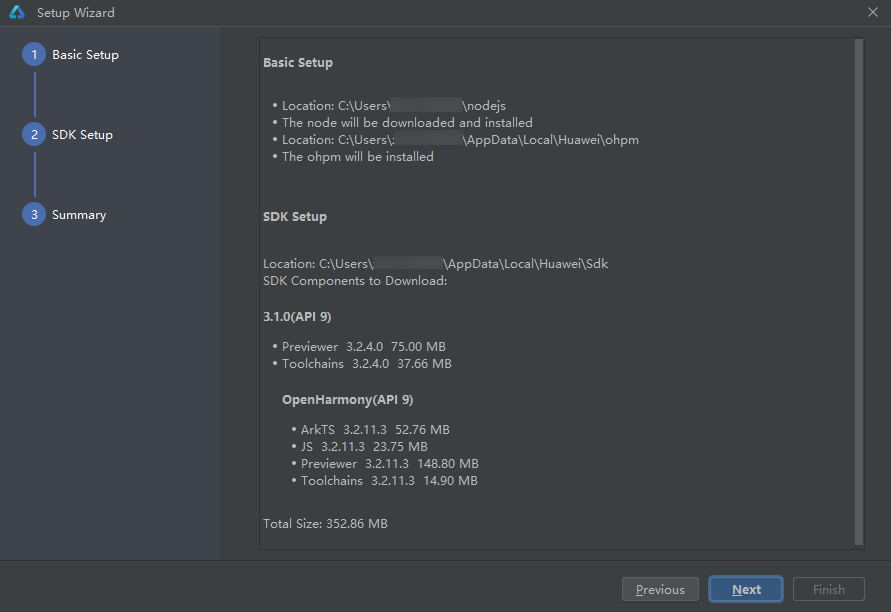 Setup Wizard
1 Basic Setup
2 SDK Setup
3 Summary
Basic Setup
• Location: C:\Users\ \nodejs
• The node will be downloaded and installed
• Location: C:\Users\ \AppData\Local\Huawei\ohpm
• The ohpm will be installed
SDK Setup
Location: C:\Users\ \AppData\Local\Huawei\Sdk
SDK Components to Download:
3.1.0(API 9)
• Previewer 3.2.4.0 75.00 MB
• Toolchains 3.2.4.0 37.66 MB
OpenHarmony(API 9)
• ArkTS 3.2.11.3 52.76 MB
• JS 3.2.11.3 23.75 MB
• Previewer 3.2.11.3 148.80 MB
• Toolchains 3.2.11.3 14.90 MB
Total Size: 352.86 MB
Previous Next Finish